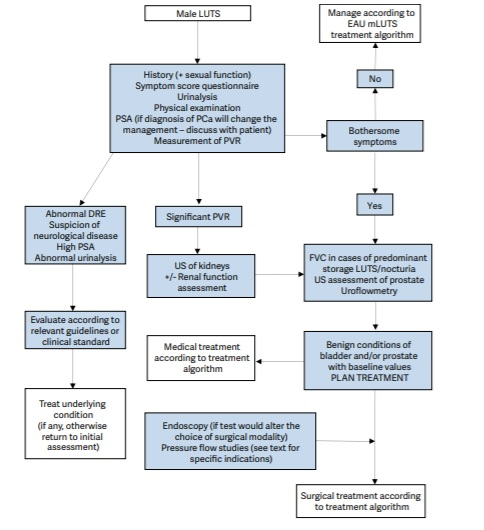 Male LUTS
Manage according to
EAU mLUTS
treatment algorithm
History (+ sexual function)
Symptom score questionnaire
Urinalysis
Physical examination
PSA (if diagnosis of PCa will change the
management – discuss with patient)
Measurement of PVR
No
Bothersome
symptoms
Yes
Abnormal DRE
Suspicion of
neurological disease
High PSA
Abnormal urinalysis
Significant PVR
US of kidneys
+/- Renal function
assessment
FVC in cases of predominant
storage LUTS/nocturia
US assessment of prostate
Uroflowmetry
Evaluate according to
relevant guidelines or
clinical standard
Medical treatment
according to treatment
algorithm
Benign conditions of
bladder and/or prostate
with baseline values
PLAN TREATMENT
Treat underlying
condition
(if any, otherwise
return to initial
assessment)
Endoscopy (if test would alter the
choice of surgical modality)
Pressure flow studies (see text for
specific indications)
Surgical treatment according
to treatment algorithm